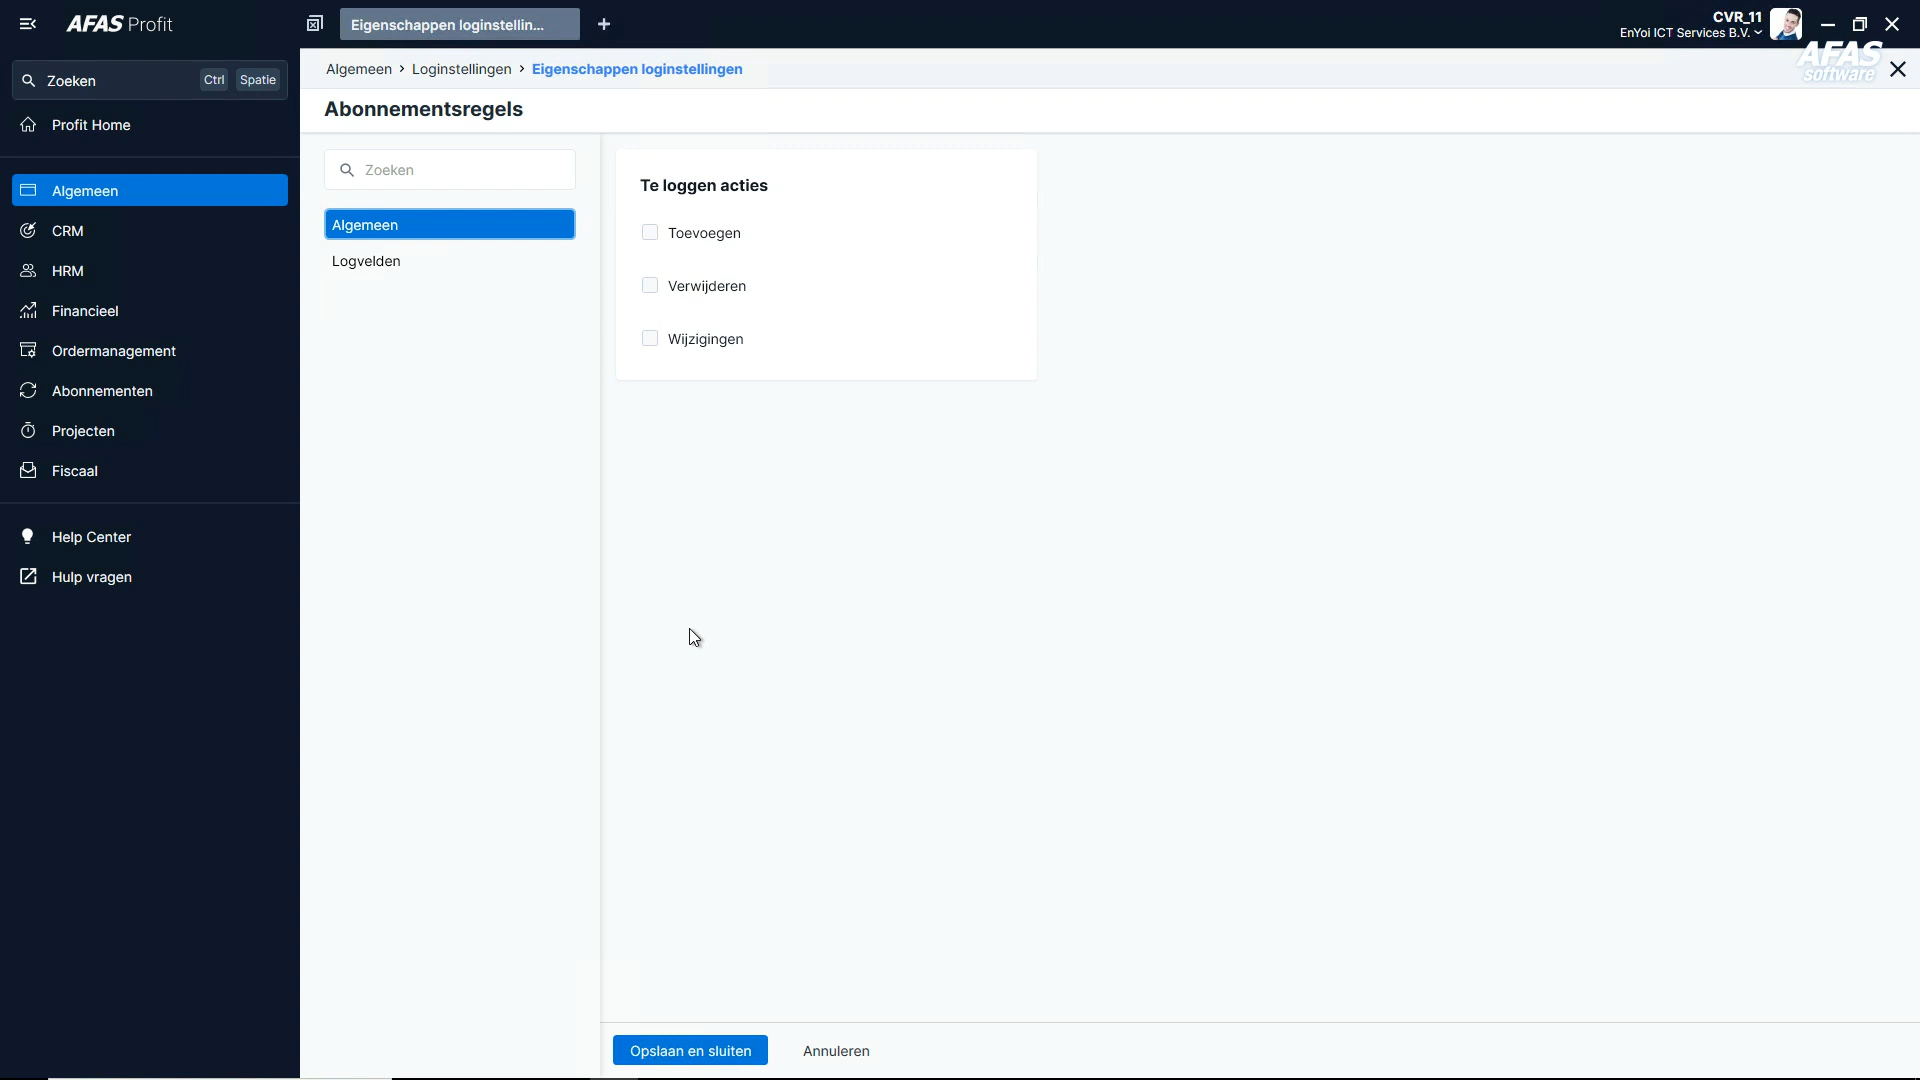 AFAS Profit
Eigenschappen loginstellin...
CVR_11
EnYoi ICT Services B.V.
AFAS
software
Zoeken
Ctrl
Spatie
Algemeen > Loginstellingen > Eigenschappen loginstellingen
Abonnementsregels
Profit Home
Algemeen
CRM
HRM
Financieel
Ordermanagement
Abonnementen
Projecten
Fiscaal
Help Center
Hulp vragen
Zoeken
Algemeen
Logvelden
Te loggen acties
Toevoegen
Verwijderen
Wijzigingen
Opslaan en sluiten
Annuleren